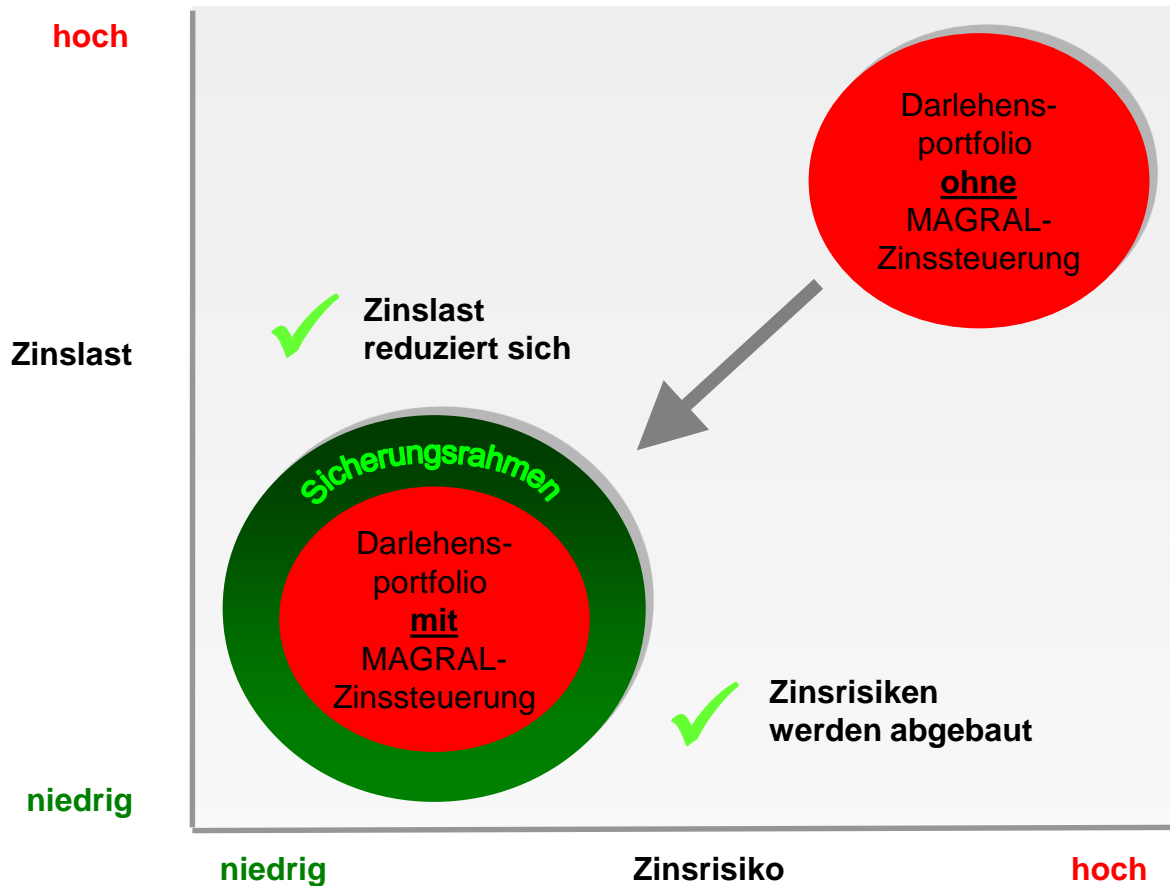 hoch
Darlehens-
portfolio
ohne
MAGRAL-
Zinssteuerung
Zinslast
reduziert sich
Zinslast
Sicherungsrahmen
Darlehens-
portfolio
mit
MAGRAL-
Zinssteuerung
Zinsrisiken
werden abgebaut
niedrig
niedrig
Zinsrisiko
hoch